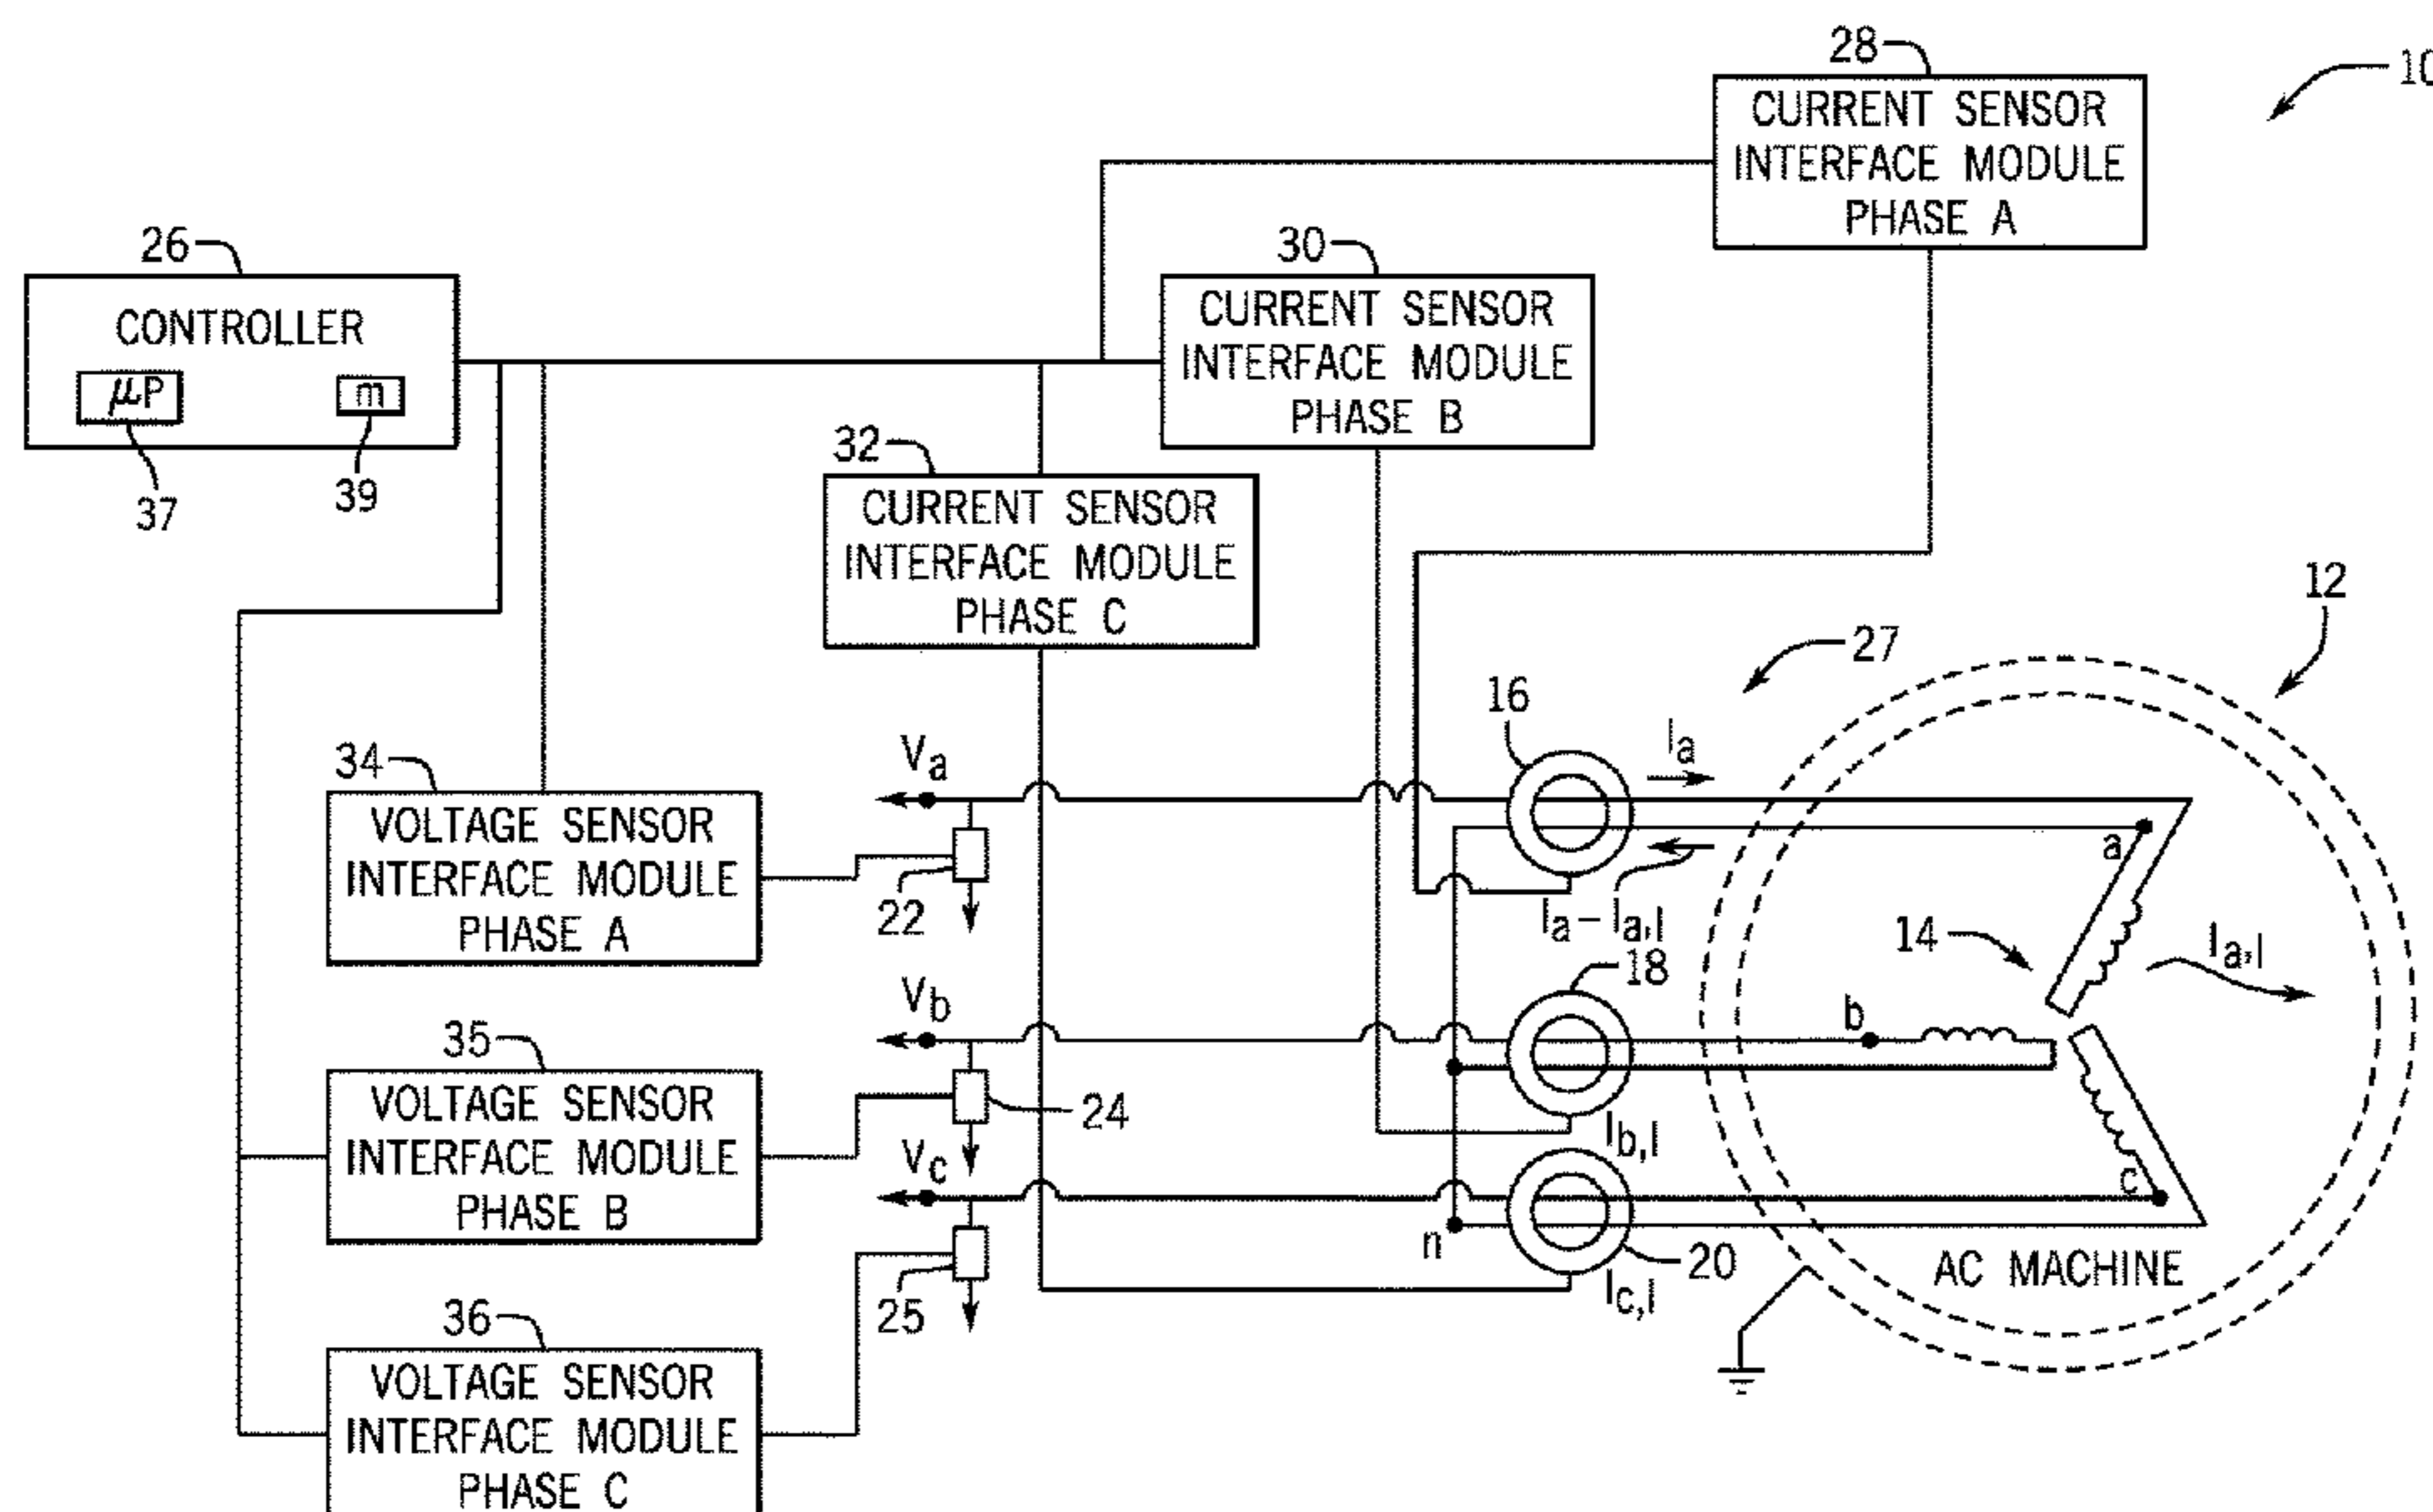 28
10
CURRENT SENSOR
INTERFACE MODULE
PHASE A
26
30
CONTROLLER
μP
m
37
39
CURRENT SENSOR
INTERFACE MODULE
PHASE B
32
CURRENT SENSOR
INTERFACE MODULE
PHASE C
12
27
16
Ia
34
Va
VOLTAGE SENSOR
INTERFACE MODULE
PHASE A
22
a
Ia-Ia,l
14
Ia,l
18
Vb
b
35
VOLTAGE SENSOR
INTERFACE MODULE
PHASE B
24
Ib,l
Vc
c
n
20
AC MACHINE
Ic,l
25
36
VOLTAGE SENSOR
INTERFACE MODULE
PHASE C